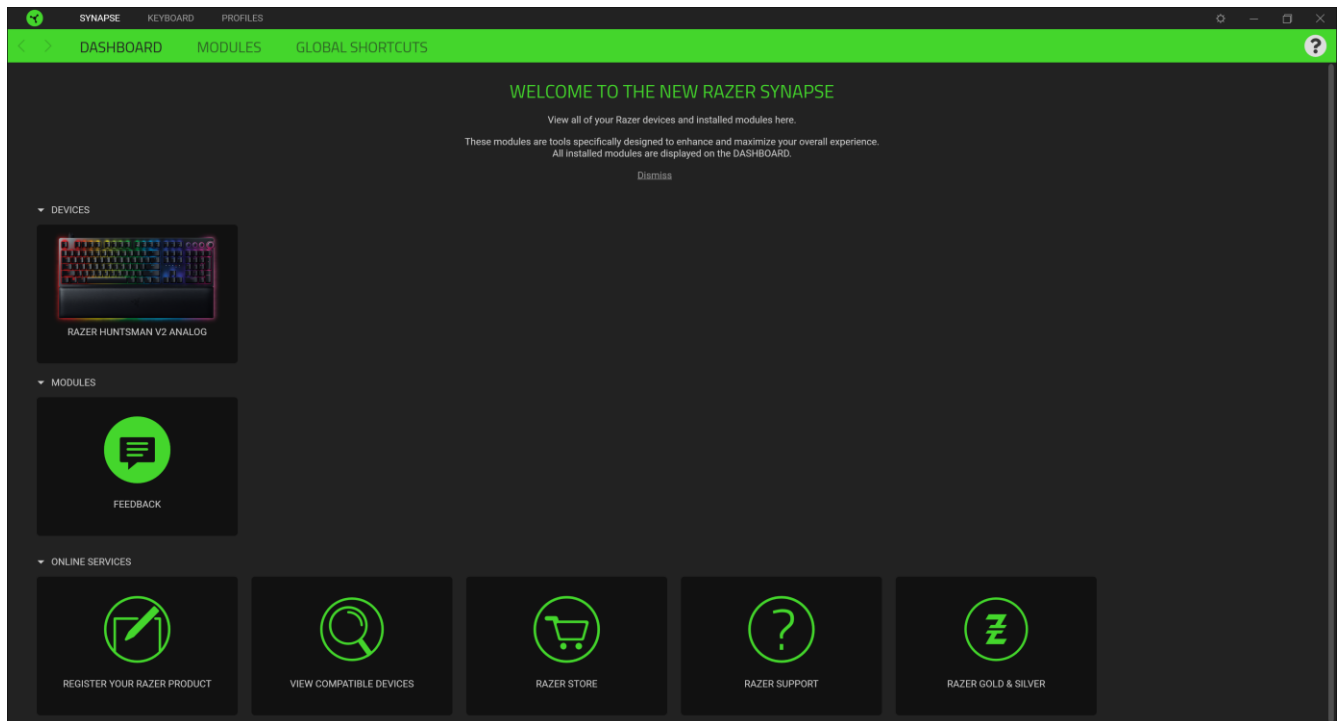 SYNAPSE KEYBOARD PROFILES
DASHBOARD MODULES GLOBAL SHORTCUTS ?
WELCOME TO THE NEW RAZER SYNAPSE
View all of your Razer devices and installed modules here.
These modules are tools specifically designed to enhance and maximize your overall experience.
All installed modules are displayed on the DASHBOARD.
Dismiss
DEVICES
RAZER HUNTSMAN V2 ANALOG
MODULES
FEEDBACK
ONLINE SERVICES
REGISTER YOUR RAZER PRODUCT VIEW COMPATIBLE DEVICES RAZER STORE RAZER SUPPORT RAZER GOLD & SILVER